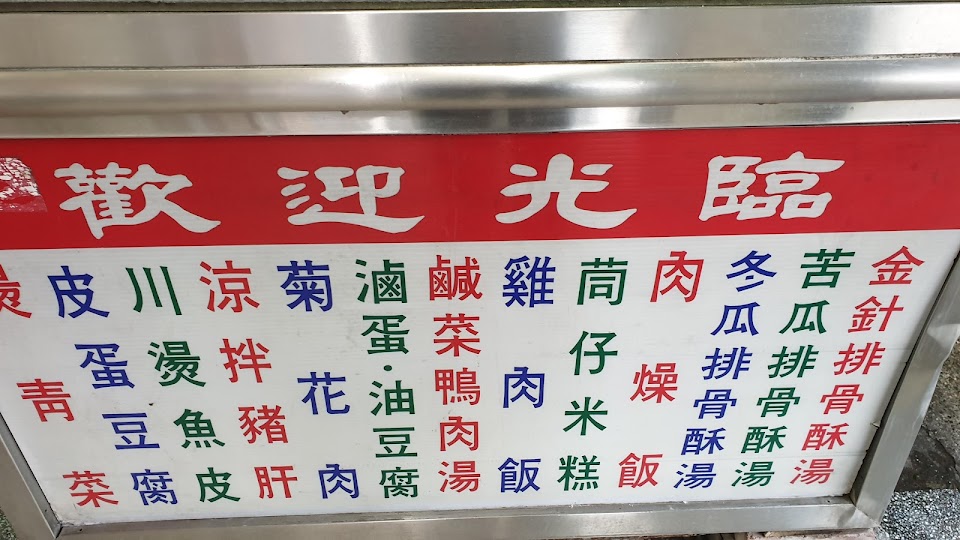 歡迎光臨
金針排骨酥湯
苦瓜排骨酥湯
冬瓜排骨酥湯
肉燥飯
筒仔米糕
雞肉飯
鹹菜鴨肉湯
滷蛋·油豆腐
菊花肉
涼拌豬肝
川燙魚皮
皮蛋豆腐
燙青菜